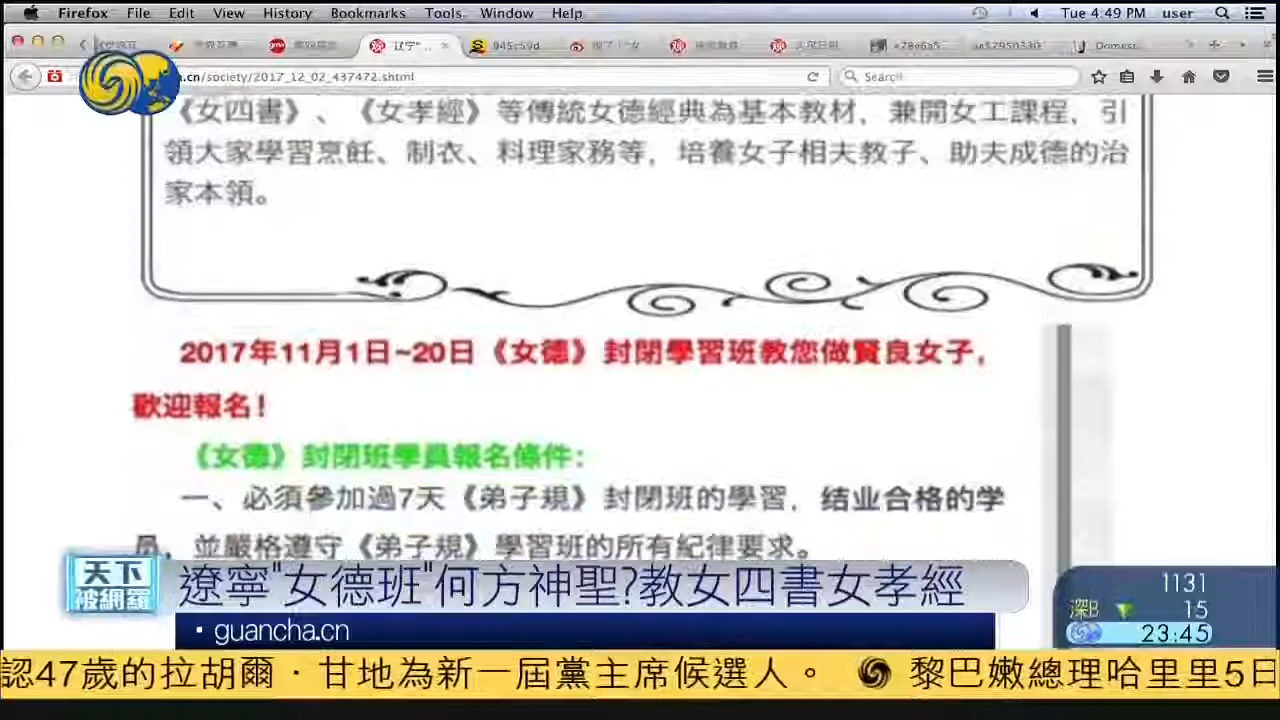 Firefox File Edit View History Bookmarks Tools Window Help
Tue 4:49 PM user
辽宁"
945c59d
e78e6a5
ae52950330
Domest
.cn/society/2017_12_02_437472.shtml
Search
《女四書》、《女孝經》等傳統女德經典為基本教材，兼開女工課程，引
領大家學習烹飪、制衣、料理家務等，培養女子相夫教子、助夫成德的治
家本領。
2017年11月1日~20日《女德》封閉學習班教您做賢良女子，
歡迎報名！
《女德》封閉班學員報名條件：
一、必須參加過7天《弟子規》封閉班的學習，结业合格的学
员，並嚴格遵守《弟子規》學習班的所有紀律要求。
天下
被網羅
遼寧"女德班"何方神聖?教女四書女孝經
· guancha.cn
1131
深B 15
23:45
認47歲的拉胡爾·甘地為新一屆黨主席候選人。 黎巴嫩總理哈里里5日